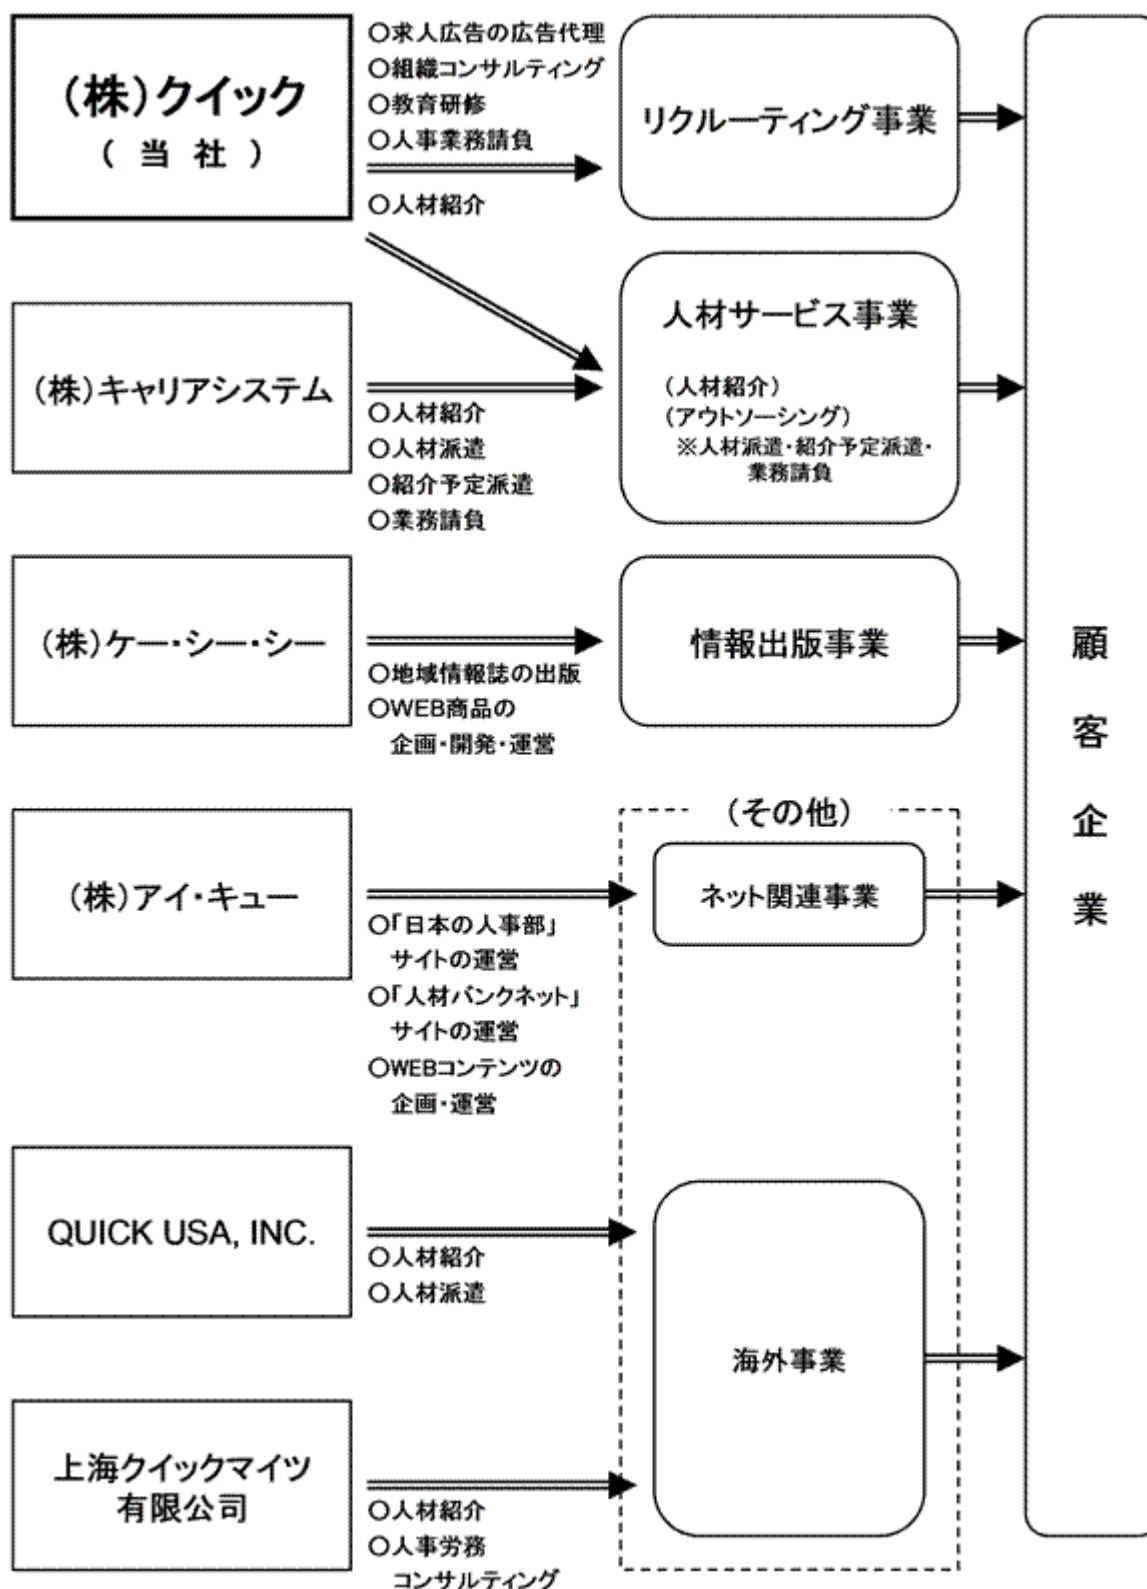 (株)クイック
(当社)
○求人広告の広告代理
○組織コンサルティング
○教育研修
○人事業務請負
○人材紹介
リクルーティング事業
(株)キャリアシステム
○人材紹介
○人材派遣
○紹介予定派遣
○業務請負
人材サービス事業
(人材紹介)
(アウトソーシング)
※人材派遣・紹介予定派遣・
業務請負
(株)ケー・シー・シー
○地域情報誌の出版
○WEB商品の
企画・開発・運営
情報出版事業
(株)アイ・キュー
○「日本の人事部」
サイトの運営
○「人材バンクネット」
サイトの運営
○WEBコンテンツの
企画・運営
(その他)
ネット関連事業
QUICK USA, INC.
○人材紹介
○人材派遣
海外事業
上海クイックマイツ
有限公司
○人材紹介
○人事労務
コンサルティング
顧客企業